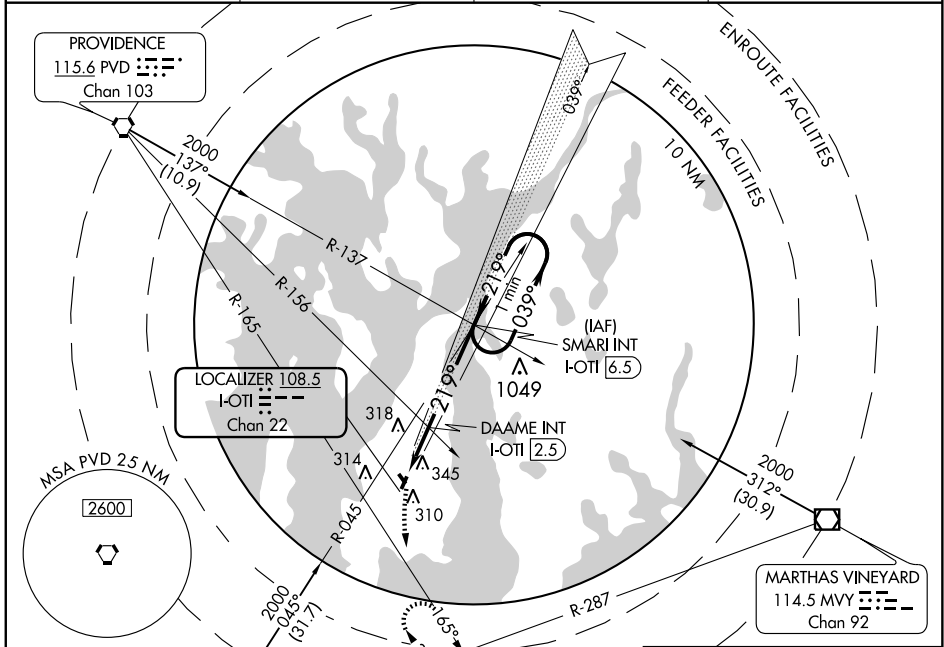 PROVIDENCE
115.6 PVD
Chan 103
ENROUTE FACILITIES
FEEDER FACILITIES
10 NM
039°
2000
137°
(10.9)
R-137
R-156
R-165
219°
1 min
039°
(IAF)
SMARI INT
I-OTI 6.5
1049
LOCALIZER 108.5
I-OTI
Chan 22
219°
318
DAAME INT
I-OTI 2.5
314
345
310
MSA PVD 25 NM
2600
R-045
2000
045°
(31.7)
165°
R-287
2000
312°
(30.9)
MARTHAS VINEYARD
114.5 MVY
Chan 92